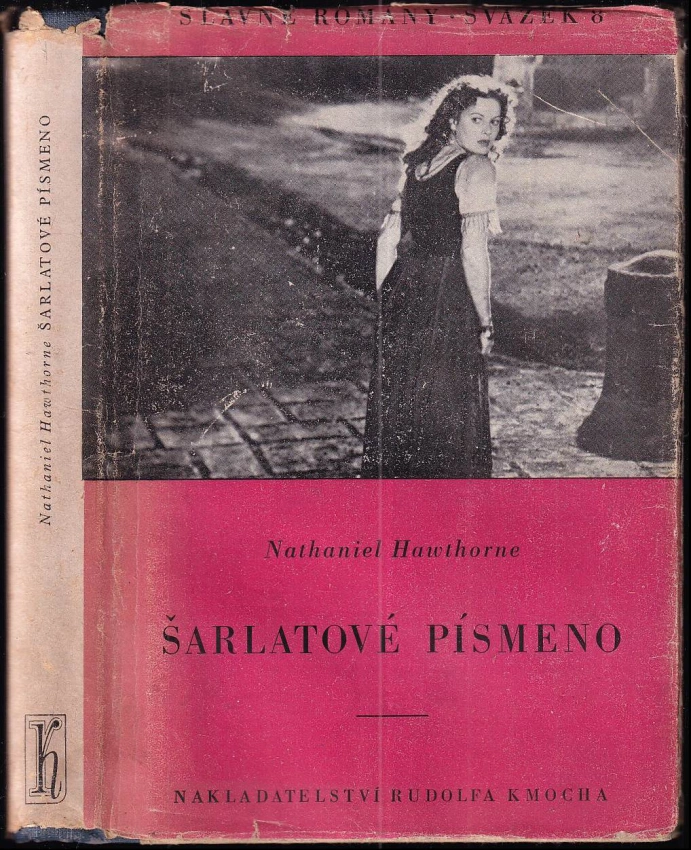 SLAVNÉ ROMÁNY · SVAZEK 8
Nathaniel Hawthorne ŠARLATOVÉ PÍSMENO
Nathaniel Hawthorne
ŠARLATOVÉ PÍSMENO
NAKLADATELSTVÍ RUDOLFA KMOCHA
k